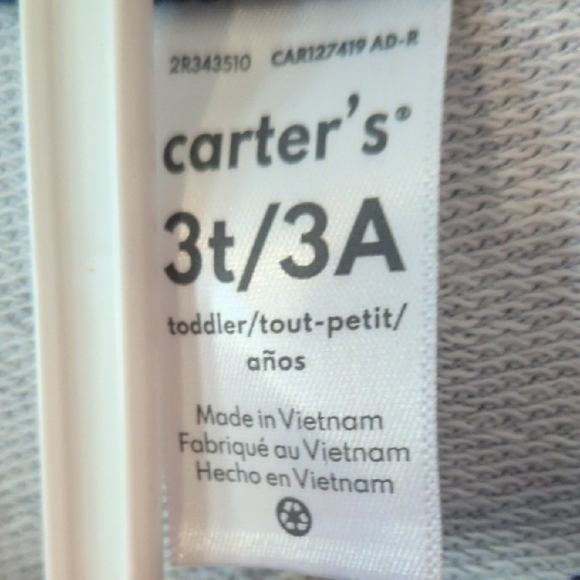 2R343510 CAR127419 AD-R
carter's®
3t/3A
toddler/tout-petit/
años
Made in Vietnam
Fabriqué au Vietnam
Hecho en Vietnam